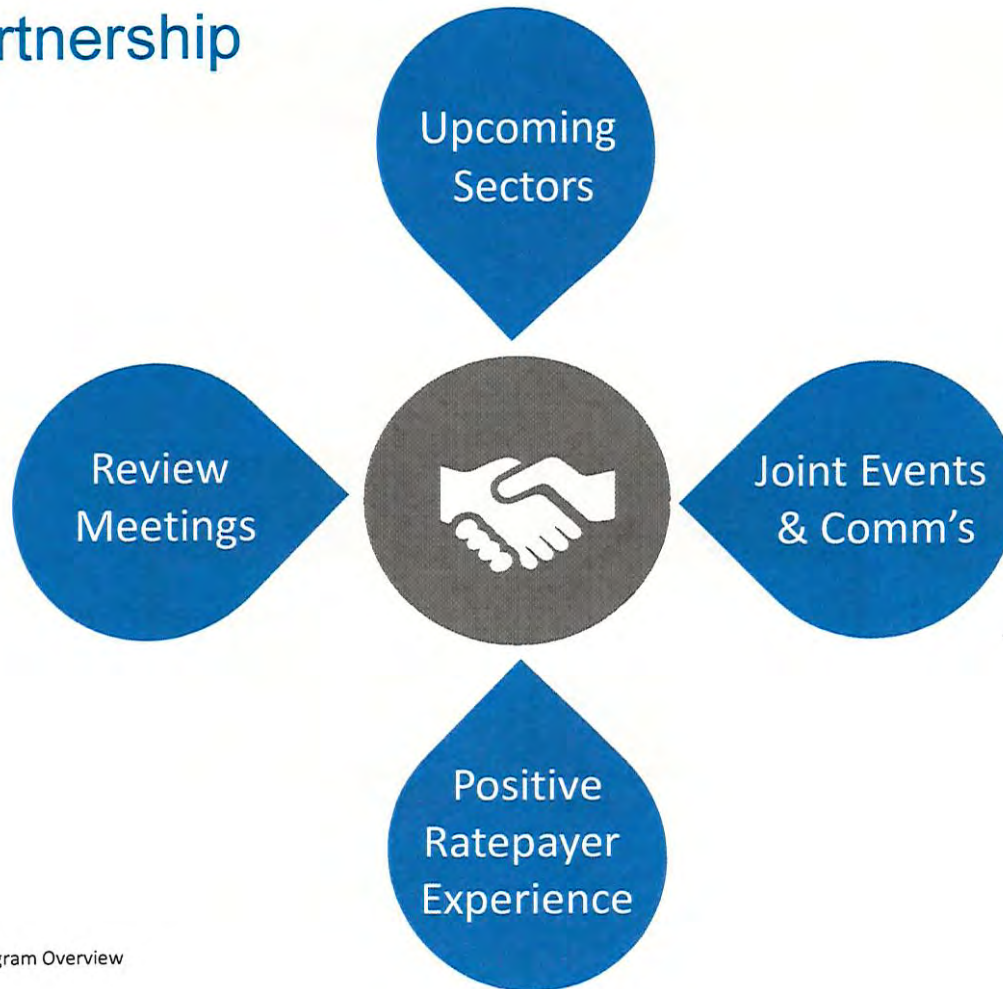 rtnership
Upcoming
Sectors
Review
Meetings
Joint Events
& Comm's
Positive
Ratepayer
Experience
gram Overview